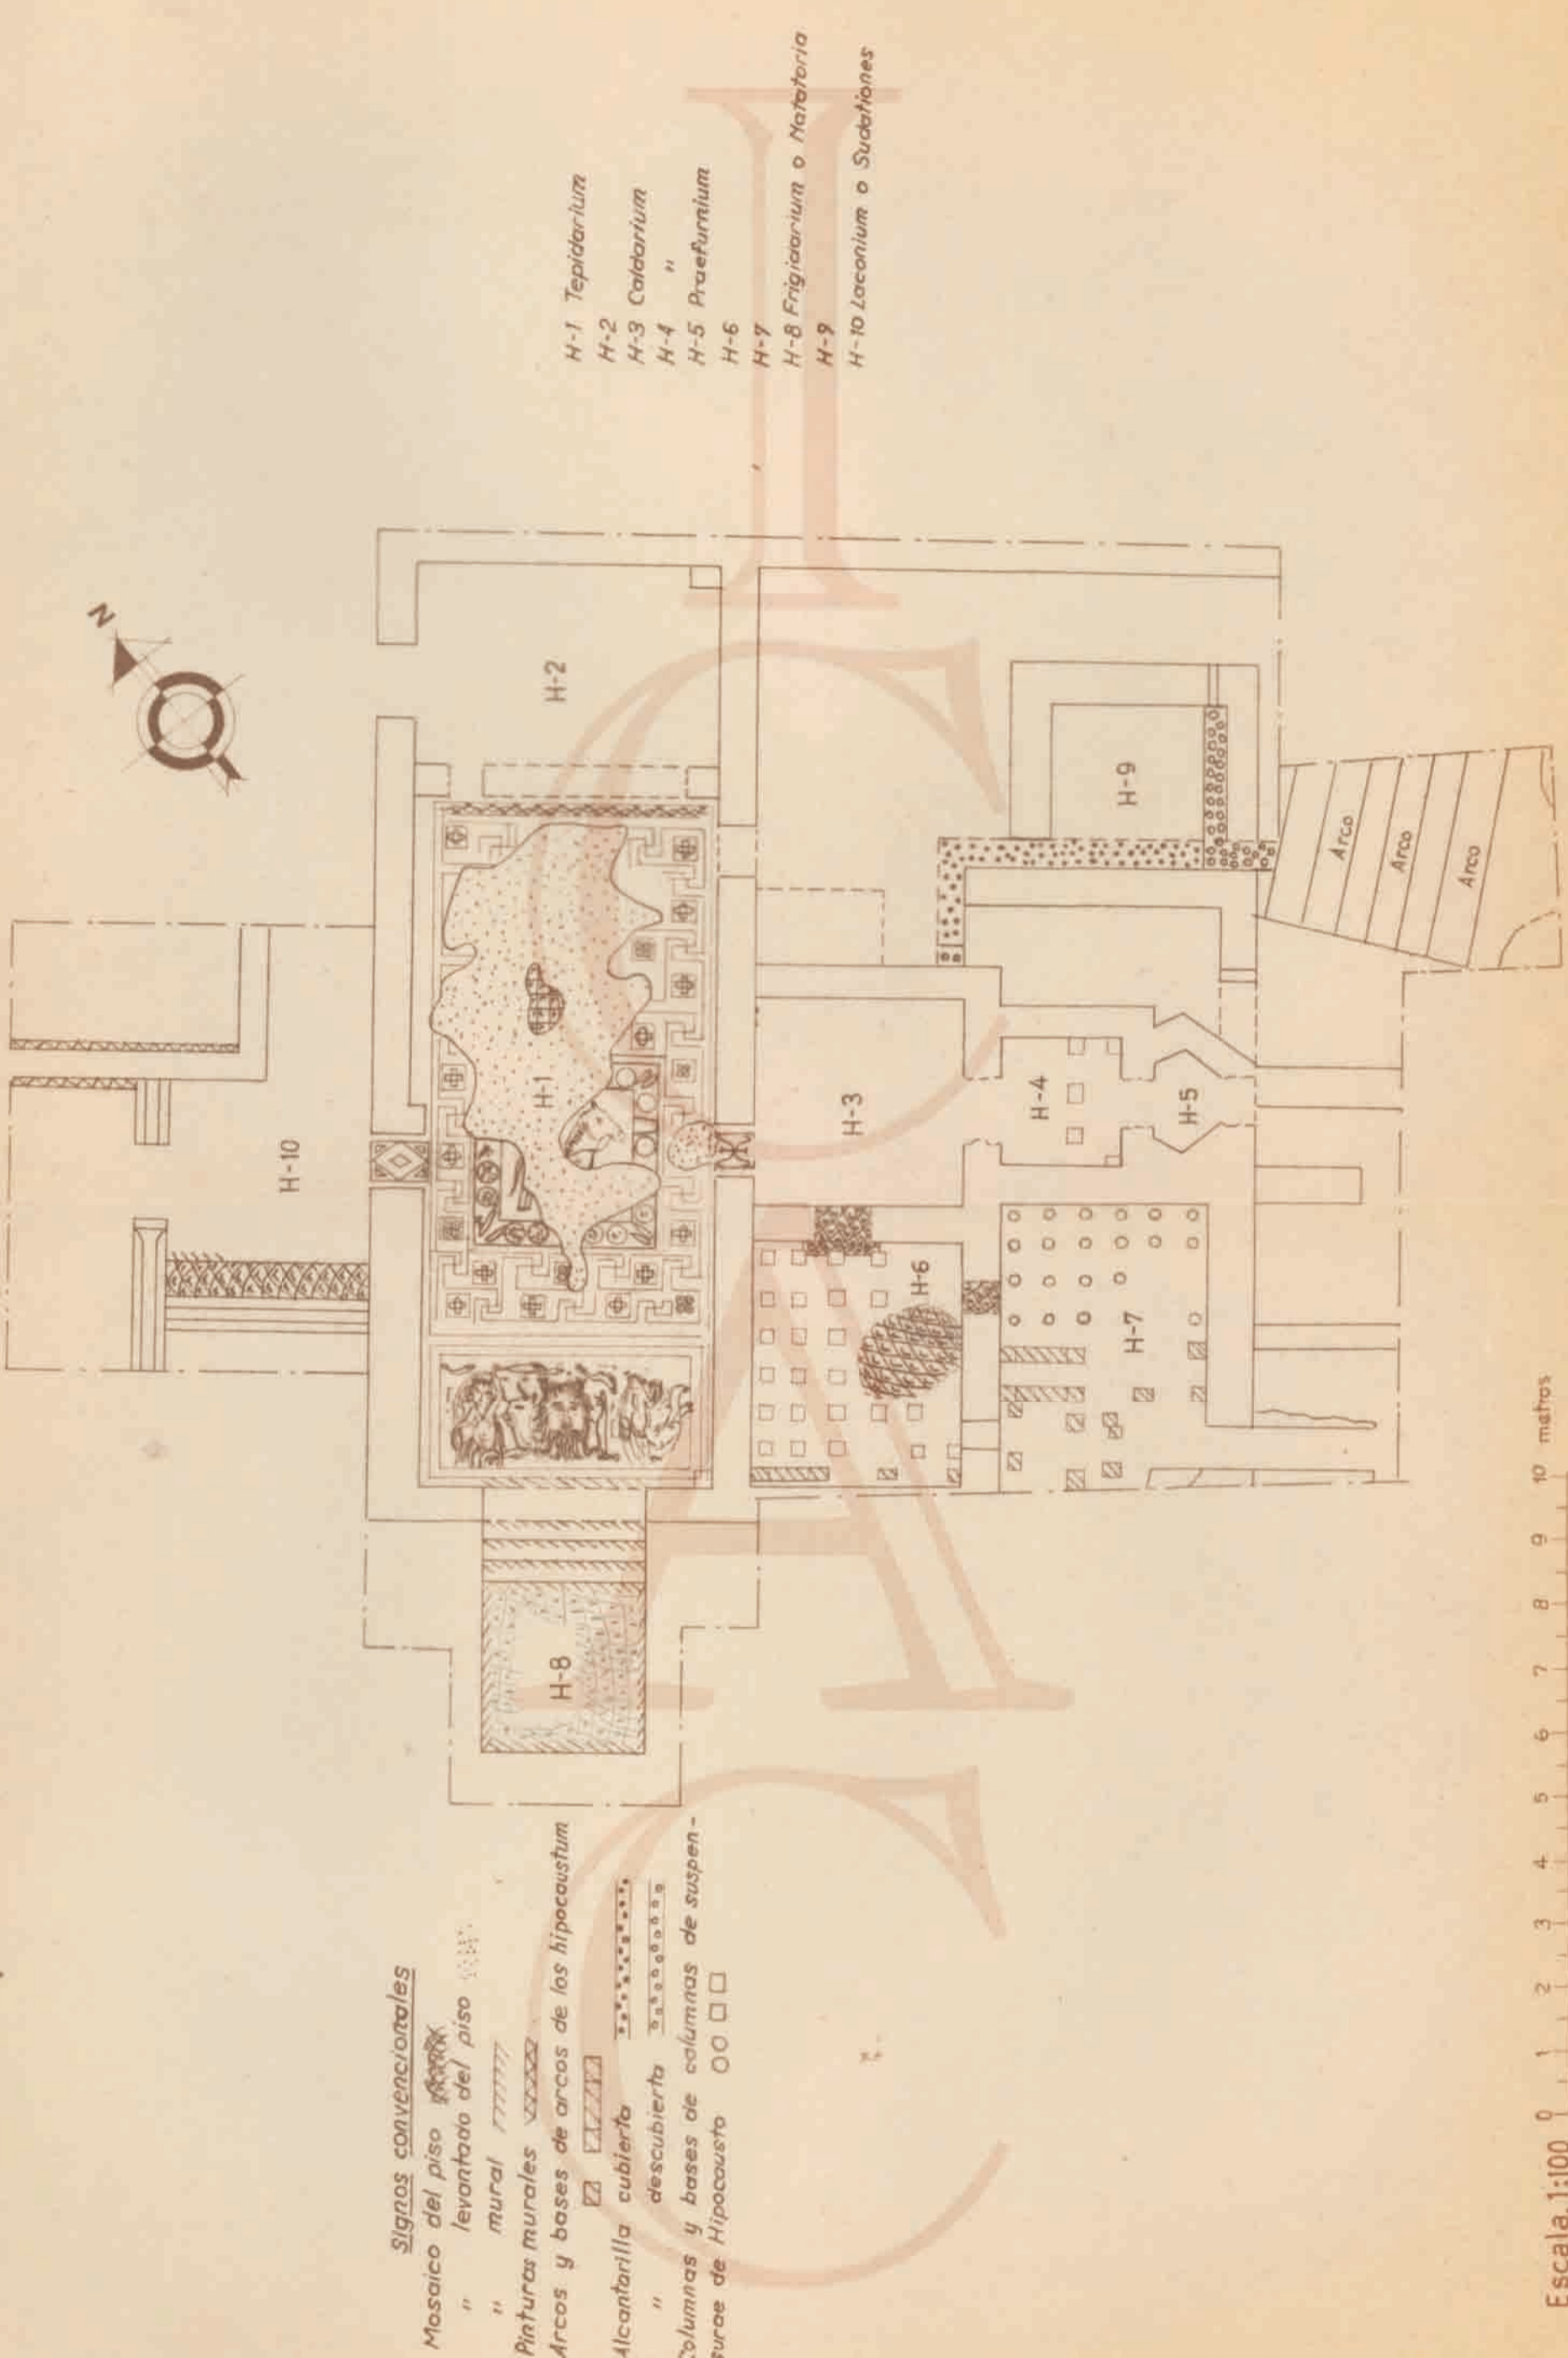 Signos convencionales
Mosaico del piso
" levantado del piso
" mural
Pinturas murales
Arcos y bases de arcos de los hipocaustum
Alcantarilla cubierta
" descubierta
Columnas y bases de columnas de suspen-
surae de Hipocausto
H-1 Tepidarium
H-2
H-3 Caldarium
H-4 "
H-5 Praefurnium
H-6
H-7
H-8 Frigidarium o Natatoria
H-9
H-10 Laconium o Sudationes
N
H-10
H-2
H-1
H-8
H-3
H-6
H-4
H-7
H-5
H-9
Arco
Arco
Arco
Escala 1:100 0 1 2 3 4 5 6 7 8 9 10 metros
CACI